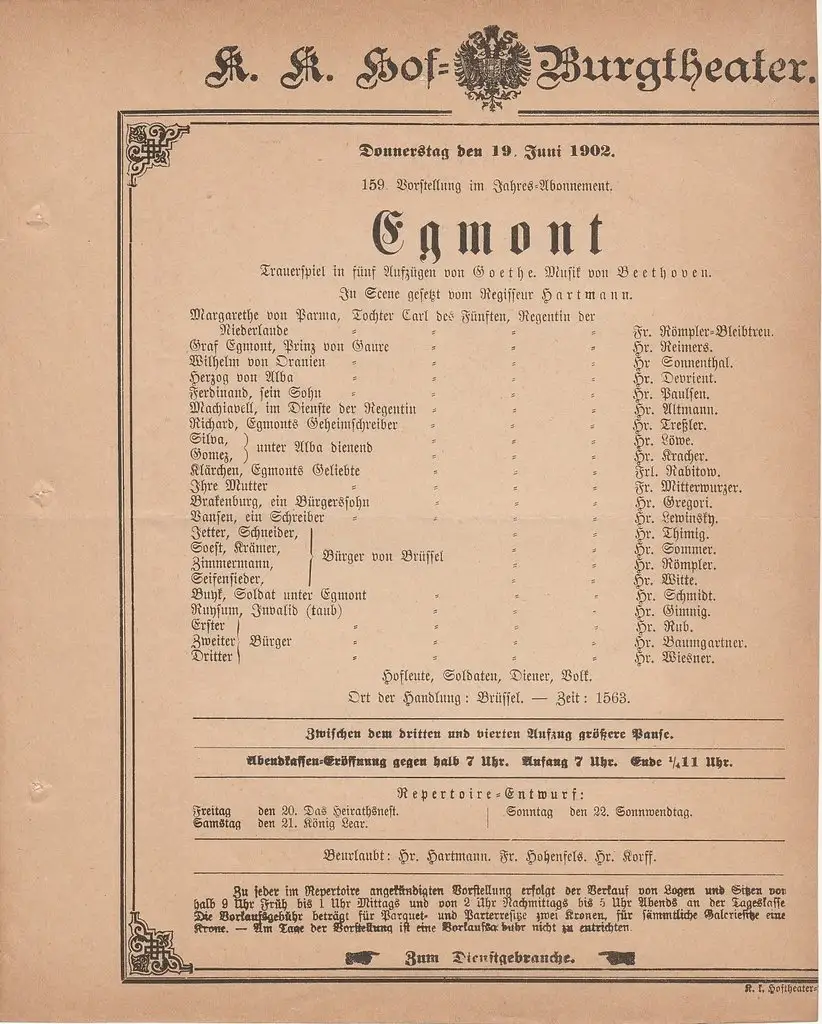 K. K. Hof-Burgtheater.
Donnerstag den 19. Juni 1902.
159. Vorstellung im Jahres-Abonnement.
Egmont
Trauerspiel in fünf Aufzügen von Goethe. Musik von Beethoven.
In Scene gesetzt vom Regisseur Hartmann.
Margarethe von Parma, Tochter Carl des Fünften, Regentin der
Niederlande - - - - Fr. Römpler-Bleibtreu.
Graf Egmont, Prinz von Gaure - - - Hr. Reimers.
Wilhelm von Oranien - - - - Hr Sonnenthal.
Herzog von Alba - - - - Hr. Devrient.
Ferdinand, sein Sohn - - - - Hr. Paulsen.
Machiavell, im Dienste der Regentin - - - Hr. Altmann.
Richard, Egmonts Geheimschreiber - - - Hr. Treßler.
Silva, } unter Alba dienend - - - Hr. Löwe.
Gomez, - - - Hr. Kracher.
Klärchen, Egmonts Geliebte - - - Frl. Rabitow.
Ihre Mutter - - - - Fr. Mitterwurzer.
Brakenburg, ein Bürgerssohn - - - Hr. Gregori.
Vansen, ein Schreiber - - - - Hr. Lewinsky.
Jetter, Schneider, - - Hr. Thimig.
Soest, Krämer, } Bürger von Brüssel - - Hr. Sommer.
Zimmermann, - - Hr. Römpler.
Seifensieder, - - Hr. Witte.
Buyk, Soldat unter Egmont - - - Hr. Schmidt.
Ruysum, Invalid (taub) - - - - Hr. Gimnig.
Erster - - - - Hr. Rub.
Zweiter } Bürger - - - - Hr. Baumgartner.
Dritter - - - - Hr. Wiesner.
Hofleute, Soldaten, Diener, Volk.
Ort der Handlung: Brüssel. — Zeit: 1563.
Zwischen dem dritten und vierten Aufzug größere Pause.
Abendkassen-Eröffnung gegen halb 7 Uhr. Anfang 7 Uhr. Ende 1/4 11 Uhr.
Repertoire-Entwurf:
Freitag den 20. Das Heirathsnest. Sonntag den 22. Sonnwendtag.
Samstag den 21. König Lear.
Beurlaubt: Hr. Hartmann. Fr. Hohenfels. Hr. Korff.
Zu jeder im Repertoire angekündigten Vorstellung erfolgt der Verkauf von Logen und Sitzen vor
halb 9 Uhr Früh bis 1 Uhr Mittags und von 2 Uhr Nachmittags bis 5 Uhr Abends an der Tageskasse
Die Vorkaufsgebühr beträgt für Parquet- und Parterresitze zwei Kronen, für sämmtliche Galeriesitze eine
Krone. — Am Tage der Vorstellung ist eine nicht zu entrichten.
Zum Dienstgebrauche.
K. k. Hoftheater-